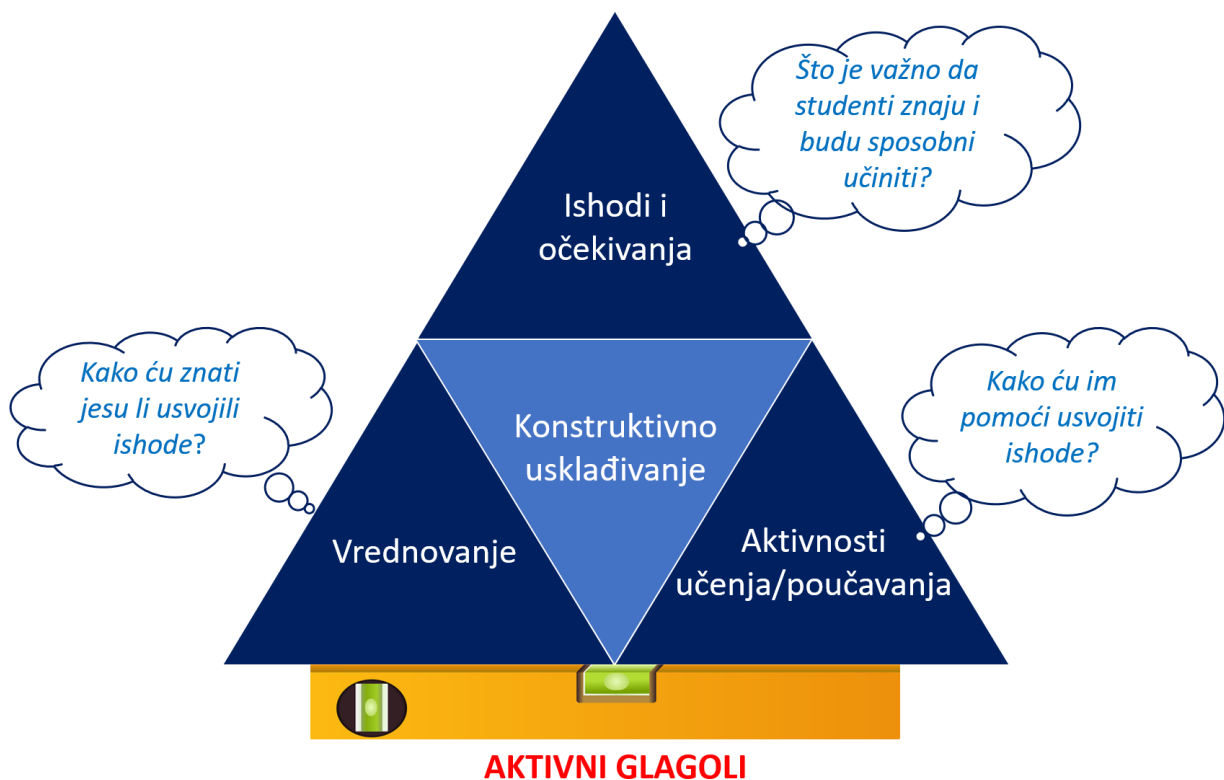 Što je važno da
studenti znaju i
budu sposobni
učiniti?
Ishodi i
očekivanja
Kako ću znati
jesu li usvojili
ishode?
Konstruktivno
usklađivanje
Kako ću im
pomoći usvojiti
ishode?
Vrednovanje
Aktivnosti
učenja/poučavanja
AKTIVNI GLAGOLI